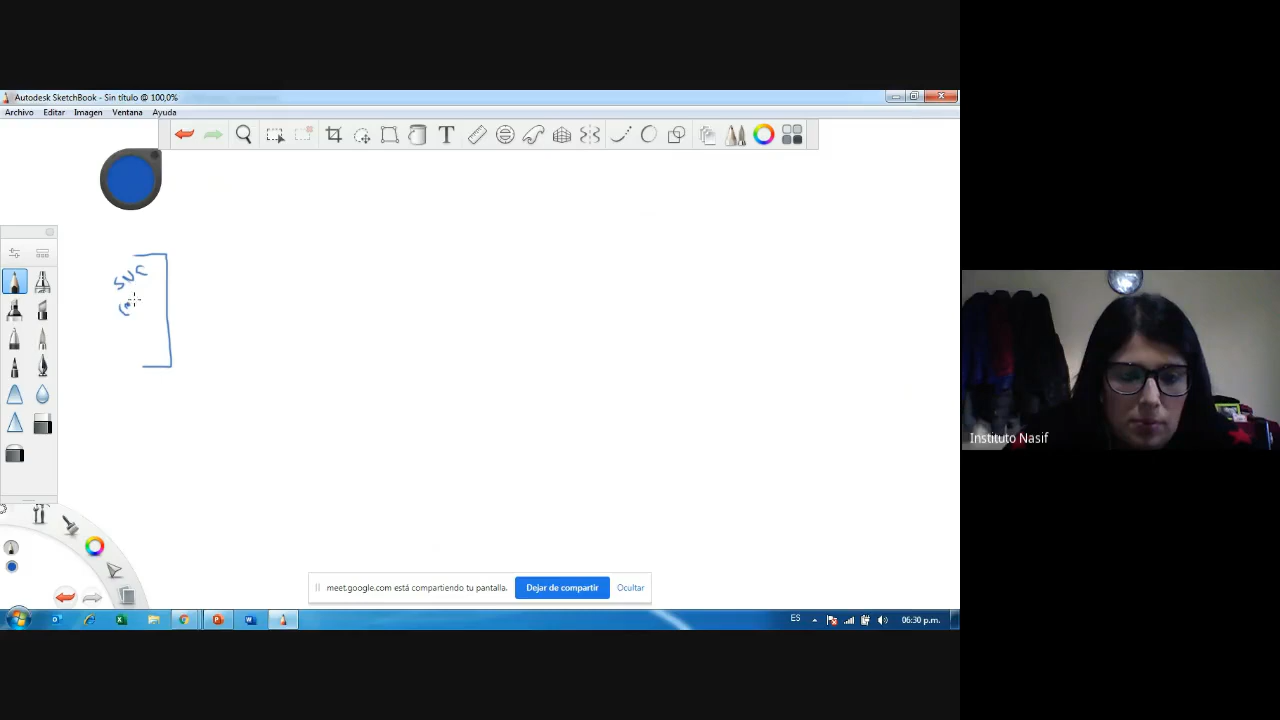 Autodesk SketchBook - Sin título @ 100,0%
Archivo Editar Imagen Ventana Ayuda
T
SUC
Instituto Nasif
meet.google.com está compartiendo tu pantalla. Dejar de compartir Ocultar
ES 06:30 p.m.